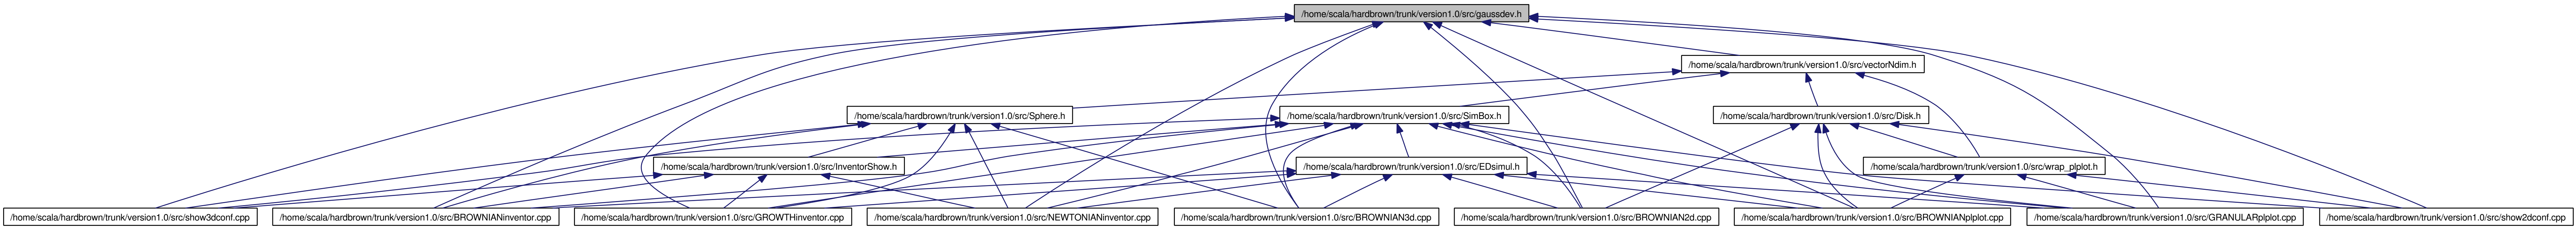 /home/scala/hardbrown/trunk/version1.0/src/gaussdev.h
/home/scala/hardbrown/trunk/version1.0/src/vectorNdim.h
/home/scala/hardbrown/trunk/version1.0/src/Sphere.h
/home/scala/hardbrown/trunk/version1.0/src/SimBox.h
/home/scala/hardbrown/trunk/version1.0/src/Disk.h
/home/scala/hardbrown/trunk/version1.0/src/InventorShow.h
/home/scala/hardbrown/trunk/version1.0/src/EDsimul.h
/home/scala/hardbrown/trunk/version1.0/src/wrap_plplot.h
/home/scala/hardbrown/trunk/version1.0/src/show3dconf.cpp
/home/scala/hardbrown/trunk/version1.0/src/BROWNIANinventor.cpp
/home/scala/hardbrown/trunk/version1.0/src/GROWTHinventor.cpp
/home/scala/hardbrown/trunk/version1.0/src/NEWTONIANinventor.cpp
/home/scala/hardbrown/trunk/version1.0/src/BROWNIAN3d.cpp
/home/scala/hardbrown/trunk/version1.0/src/BROWNIAN2d.cpp
/home/scala/hardbrown/trunk/version1.0/src/BROWNIANplplot.cpp
/home/scala/hardbrown/trunk/version1.0/src/GRANULARplplot.cpp
/home/scala/hardbrown/trunk/version1.0/src/show2dconf.cpp